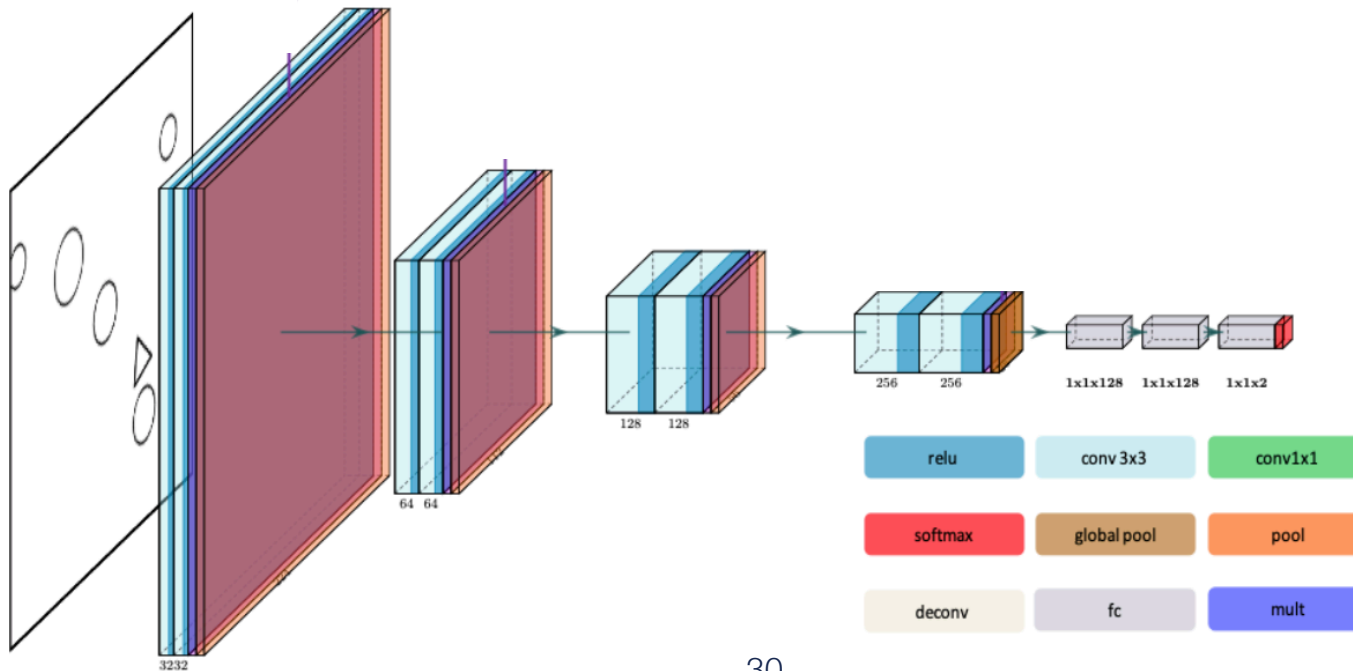 3232
64 64
128 128
256 256
1x1x128 1x1x128 1x1x2
relu conv 3x3 conv1x1
softmax global pool pool
deconv fc mult
30